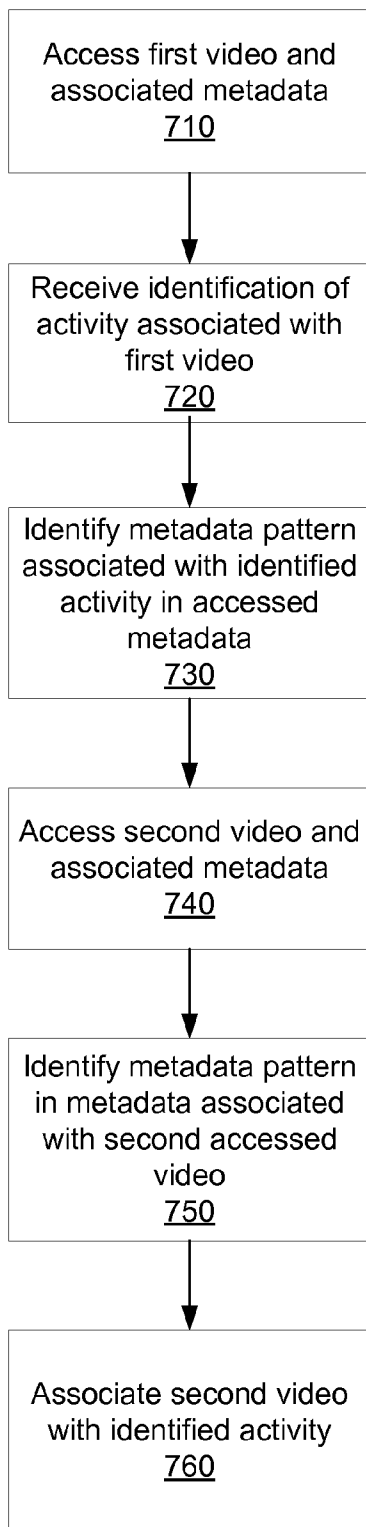 Access first video and
associated metadata
710
Receive identification of
activity associated with
first video
720
Identify metadata pattern
associated with identified
activity in accessed
metadata
730
Access second video and
associated metadata
740
Identify metadata pattern
in metadata associated
with second accessed
video
750
Associate second video
with identified activity
760